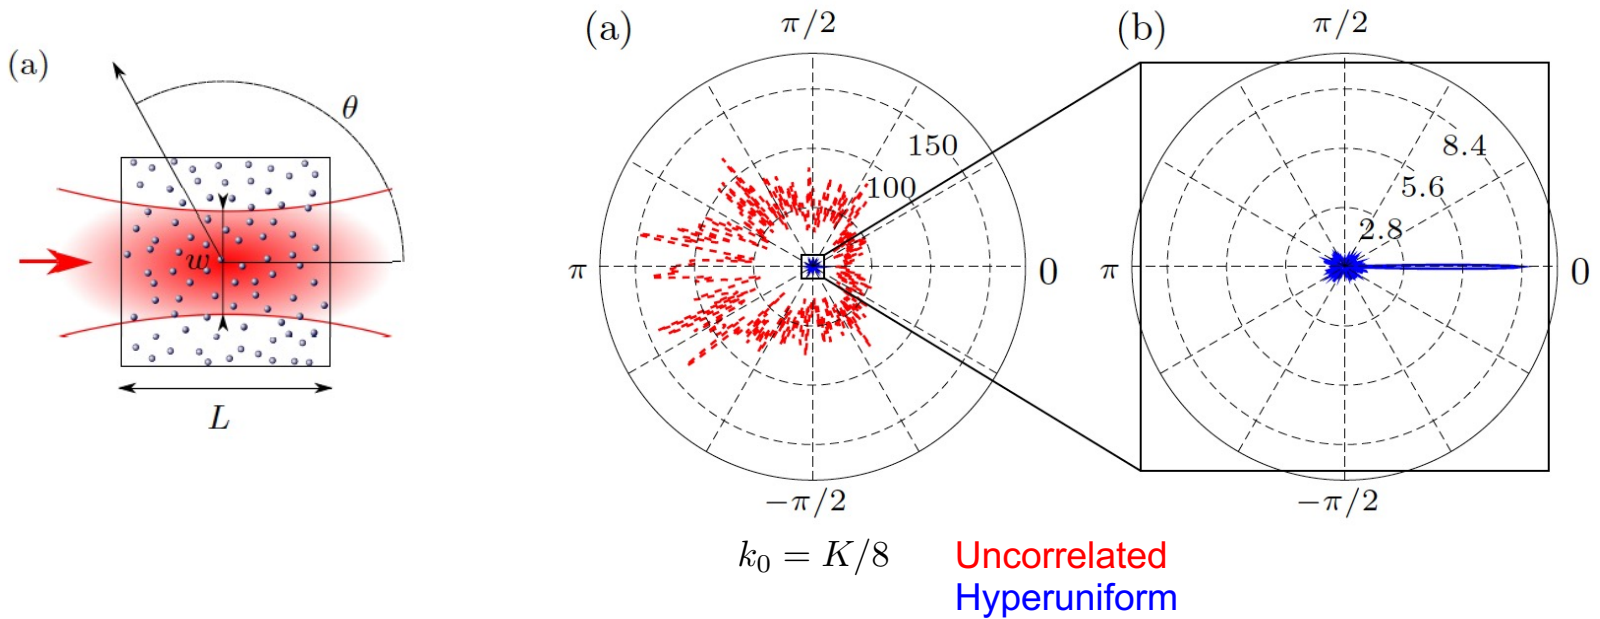 (a)
θ
w
L
(a)
π/2
150
100
π
0
−π/2
(b)
π/2
8.4
5.6
2.8
π
0
−π/2
k₀ = K/8
Uncorrelated
Hyperuniform